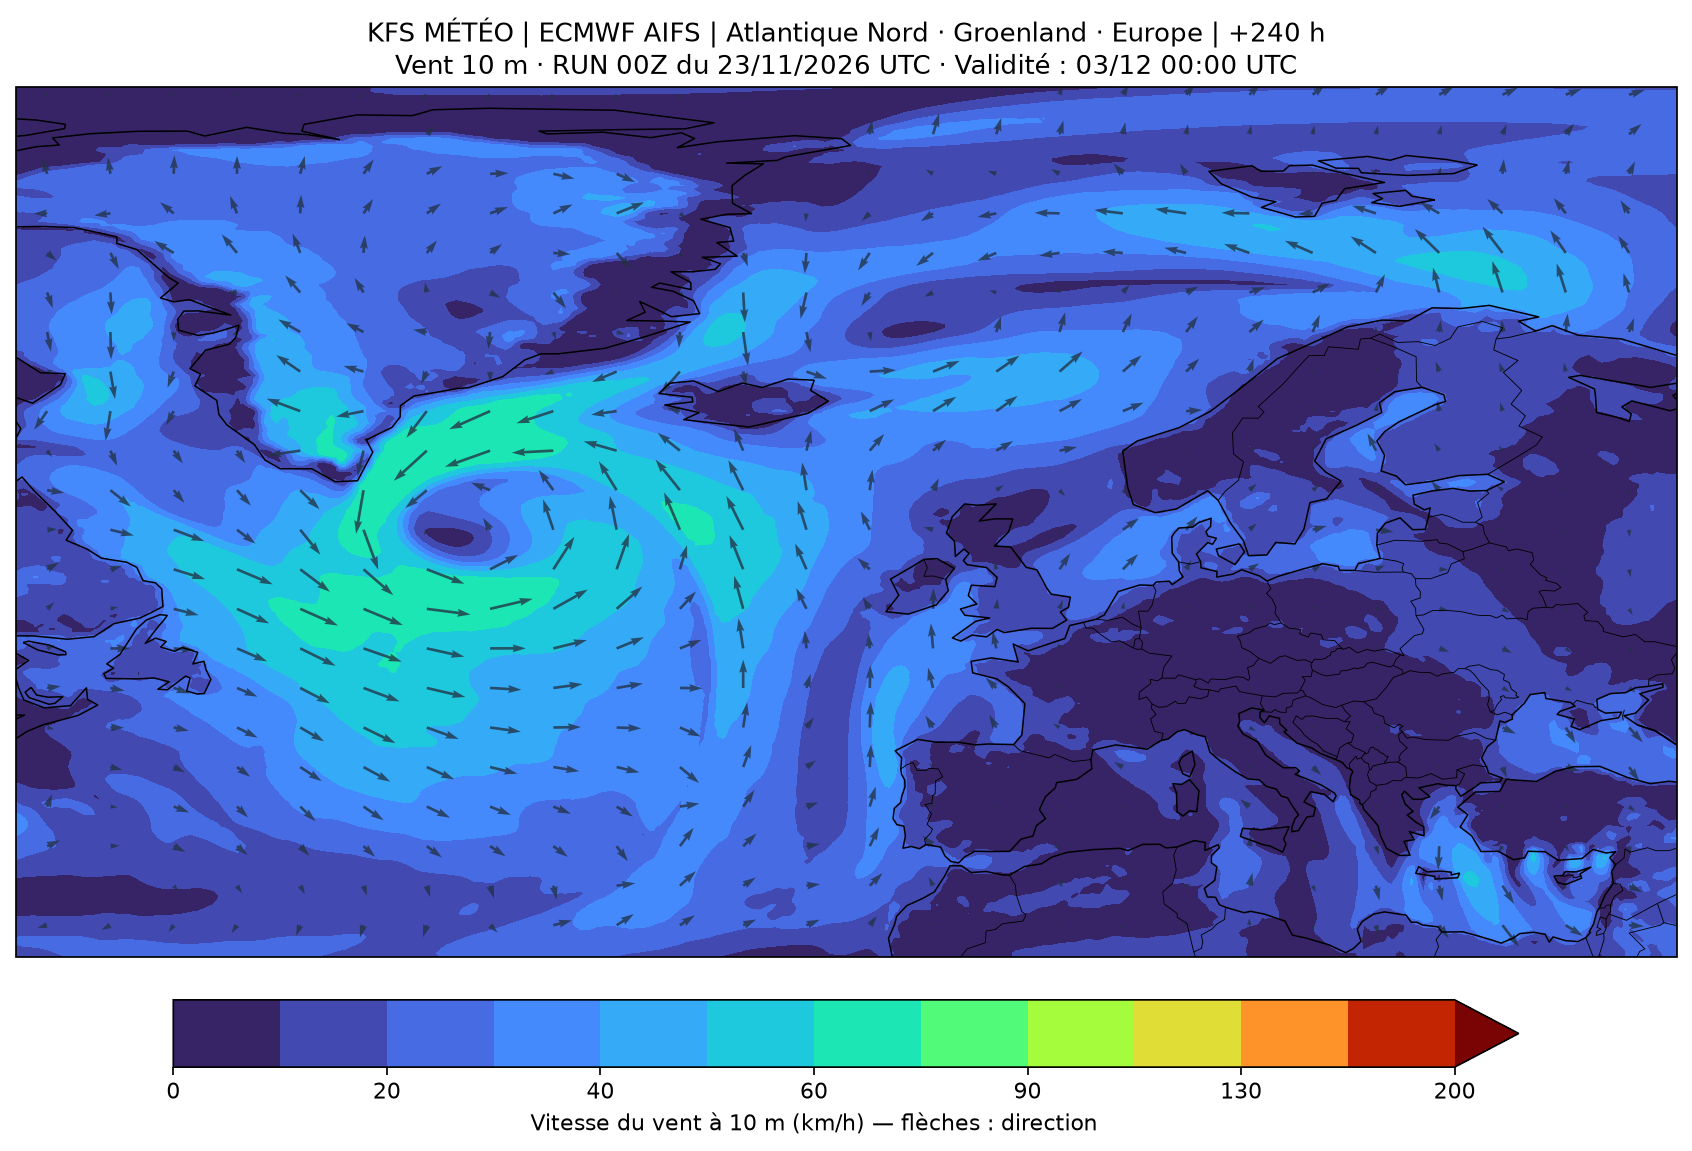 KFS MÉTÉO | ECMWF AIFS | Atlantique Nord · Groenland · Europe | +240 h
Vent 10 m · RUN 00Z du 23/11/2026 UTC · Validité : 03/12 00:00 UTC
0 20 40 60 90 130 200
Vitesse du vent à 10 m (km/h) — flèches : direction